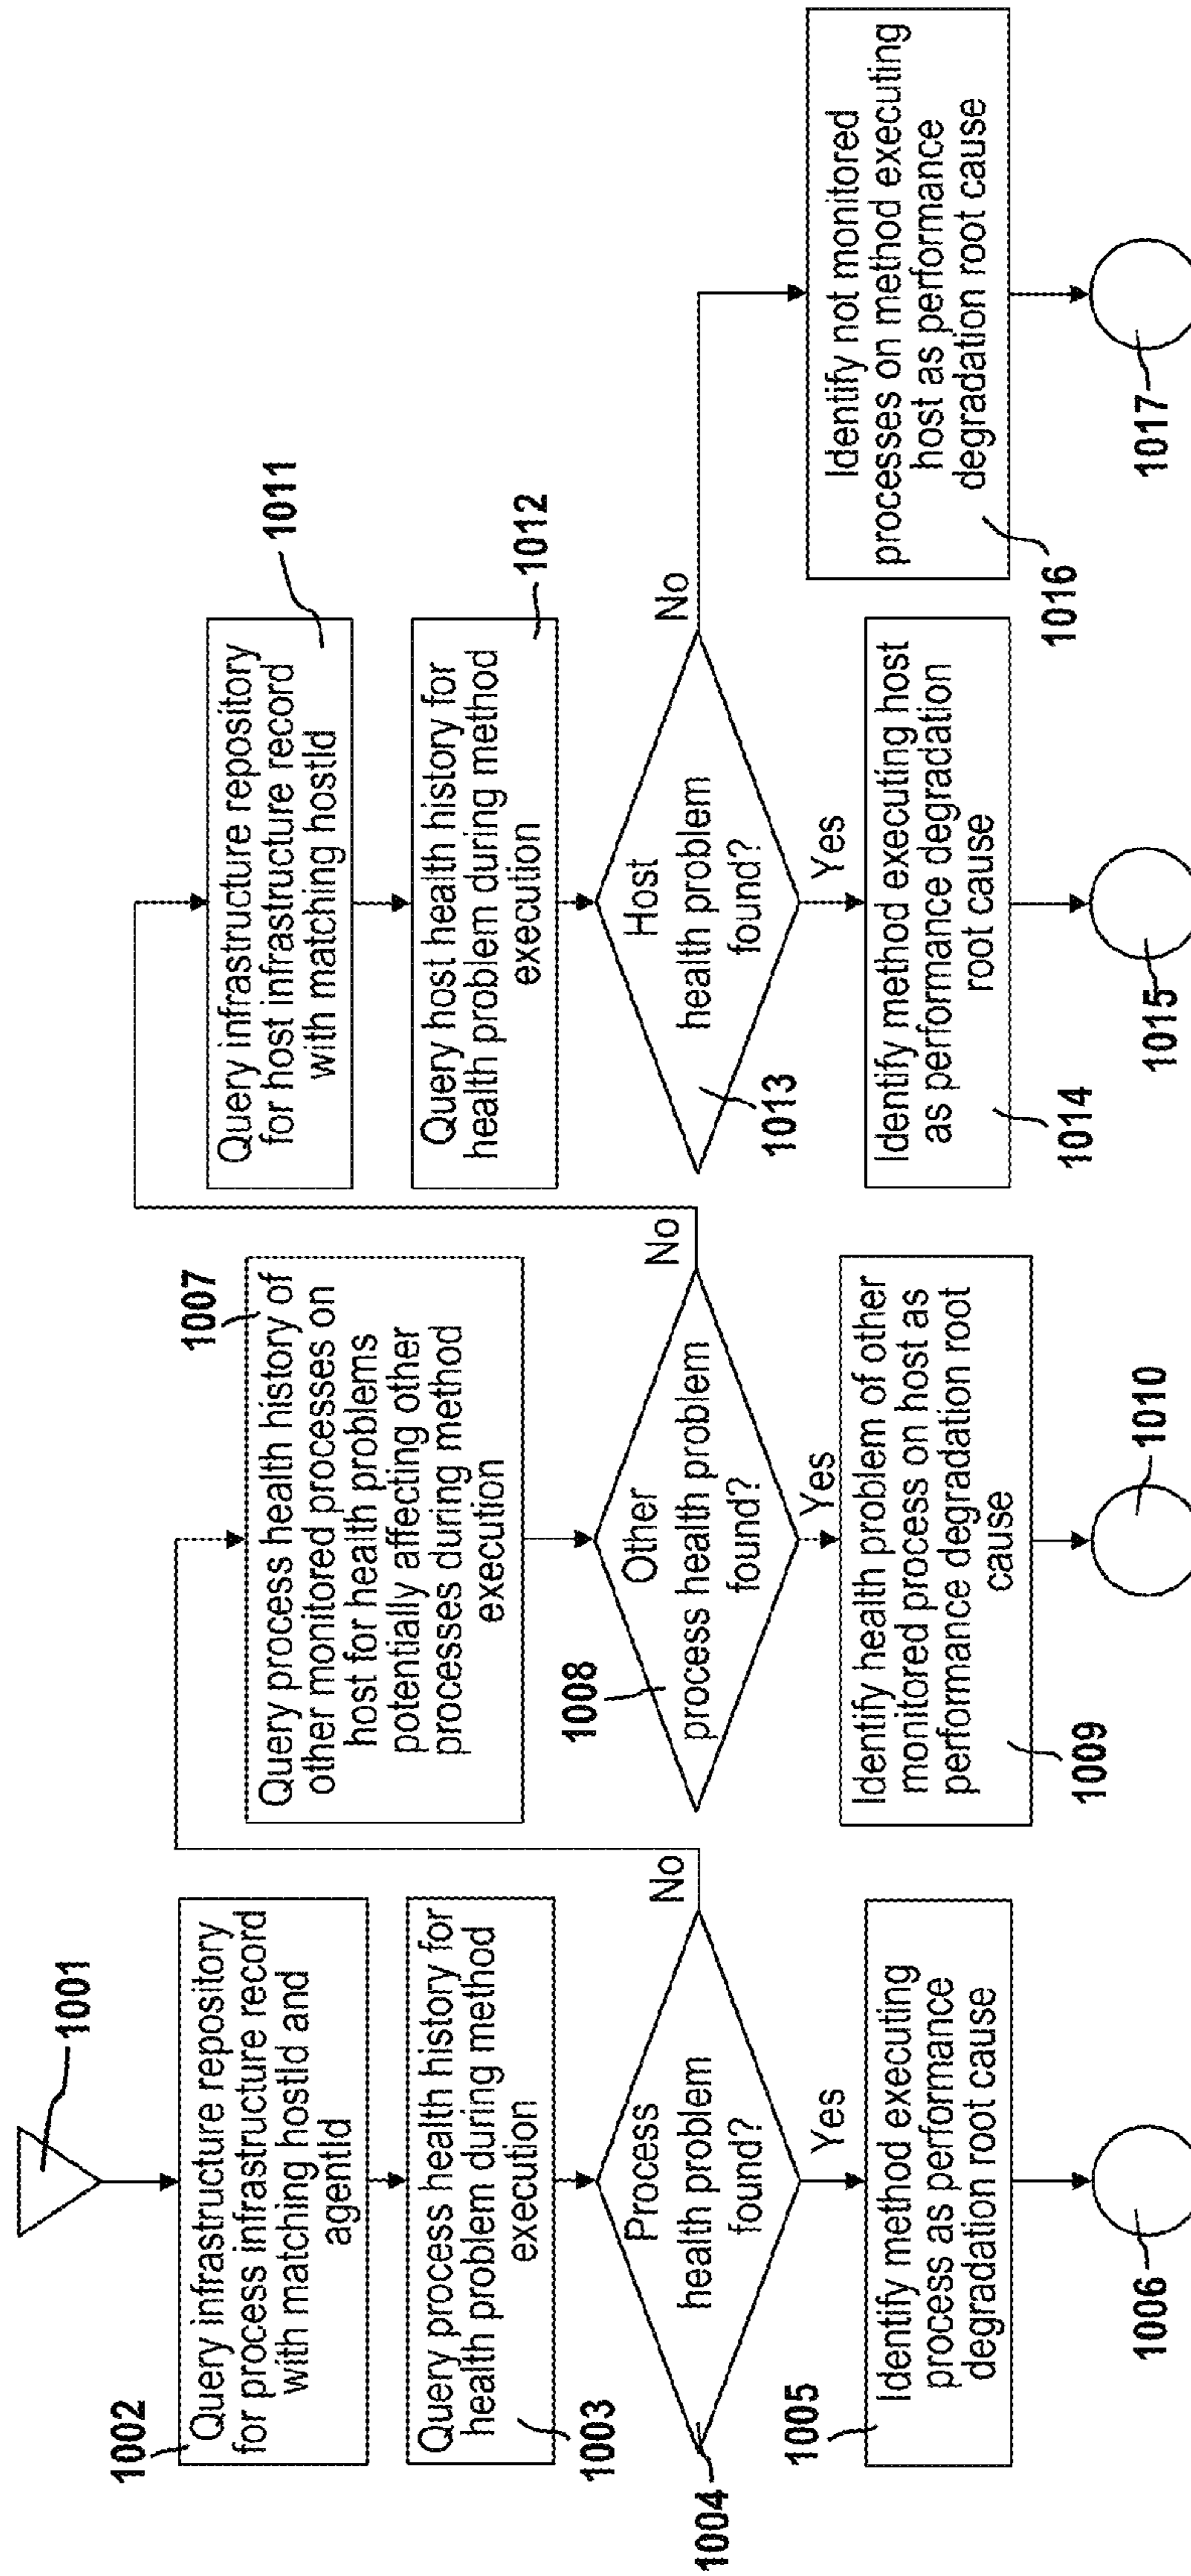 1001
1002
Query infrastructure repository
for process infrastructure record
with matching hostId and
agentId
Query process health history for
health problem during method
execution
1003
Process
health problem
found?
1004
No
Yes
1005
Identify method executing
process as performance
degradation root cause
1006
1007
Query process health history of
other monitored processes on
host for health problems
potentially affecting other
processes during method
execution
1008
Other
process health problem
found?
No
Yes
Identify health problem of other
monitored process on host as
performance degradation root
cause
1009
1010
Query infrastructure repository
for host infrastructure record
with matching hostId
1011
Query host health history for
health problem during method
execution
1012
Host
health problem
found?
1013
No
Yes
Identify method executing host
as performance degradation
root cause
1014
1015
Identify not monitored
processes on method executing
host as performance
degradation root cause
1016
1017